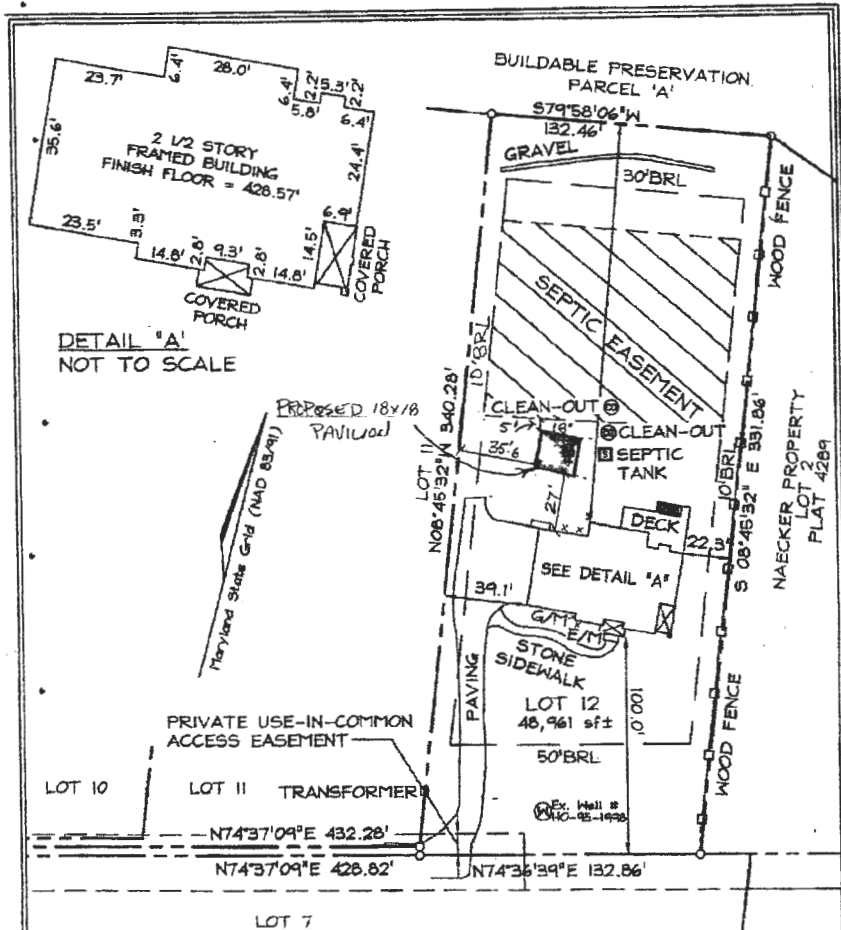 BUILDABLE PRESERVATION
PARCEL 'A'
S79°58'06"W
132.46'
GRAVEL
30'BRL
WOOD FENCE
23.7'
6.4'
28.0'
6.4'
5.8'
2.2'
5.3'
2.2'
6.4'
35.6'
2 1/2 STORY
FRAMED BUILDING
FINISH FLOOR = 428.57'
24.4'
23.5'
3.3'
14.8'
2.8'
9.3'
2.8'
14.8'
14.5'
6.4'
COVERED
PORCH
COVERED
PORCH
DETAIL 'A'
NOT TO SCALE
SEPTIC EASEMENT
10'BRL
PROPOSED 18x18
PAVILION
CLEAN-OUT
CLEAN-OUT
S SEPTIC
TANK
5'
18'
35'6
27'
LOT 11
N08°45'32"W 340.28'
10'BRL
S 08°45'32" E 331.86'
NAECKER PROPERTY
LOT 2
PLAT 4289
Maryland State Grid (NAD 83/91)
DECK
22.3'
SEE DETAIL "A"
39.1'
G/M
E/M
STONE
SIDEWALK
PAVING
LOT 12
48,961 sf±
100.0'
50'BRL
WOOD FENCE
PRIVATE USE-IN-COMMON
ACCESS EASEMENT
LOT 10
LOT 11
TRANSFORMER
W Ex. Well #
HO-95-1998
N74°37'09"E 432.28'
N74°37'09"E 428.82'
N74°36'39"E 132.86'
LOT 7